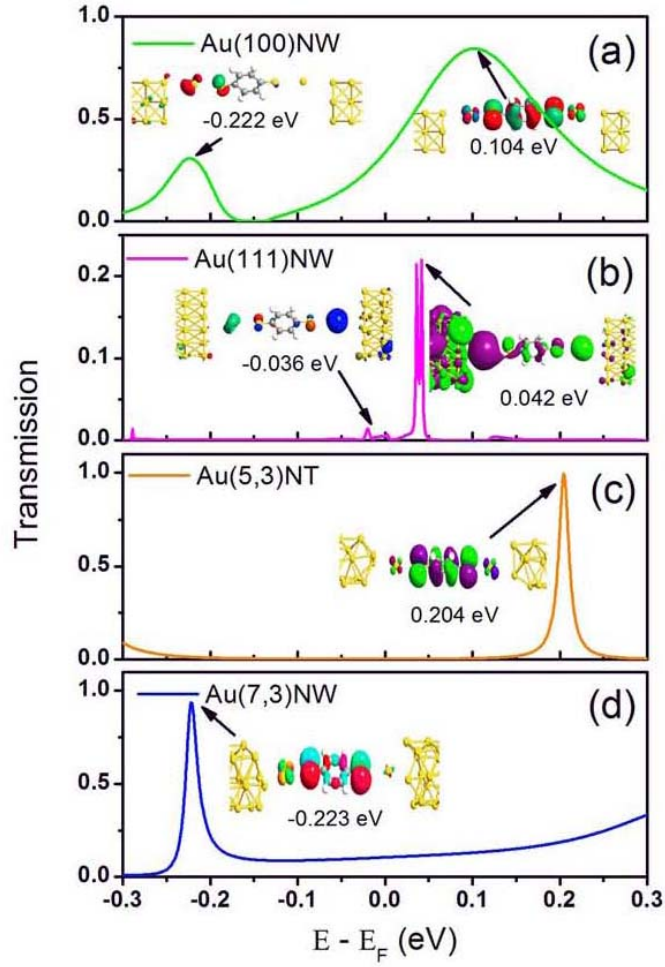 Transmission
1.0
0.5
0.0
Au(100)NW
(a)
-0.222 eV
0.104 eV
0.2
0.1
0.0
Au(111)NW
(b)
-0.036 eV
0.042 eV
1.0
0.5
0.0
Au(5,3)NT
(c)
0.204 eV
1.0
0.5
0.0
Au(7,3)NW
(d)
-0.223 eV
-0.3 -0.2 -0.1 0.0 0.1 0.2 0.3
E - E_F (eV)